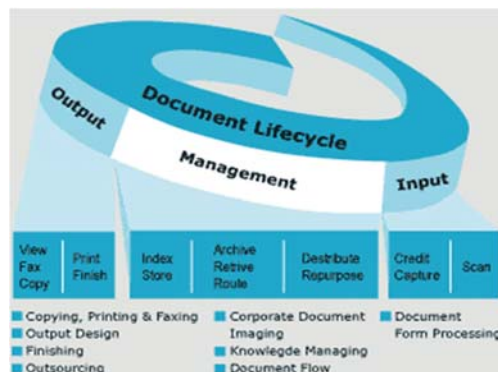 Document Lifecycle
Output
Management
Input
View
Fax
Copy
Print
Finish
Index
Store
Archive
Retrive
Route
Destribute
Repurpose
Credit
Capture
Scan
Copying, Printing & Faxing
Output Design
Finishing
Outsourcing
Corporate Document
Imaging
Knowlegde Managing
Document Flow
Document
Form Processing